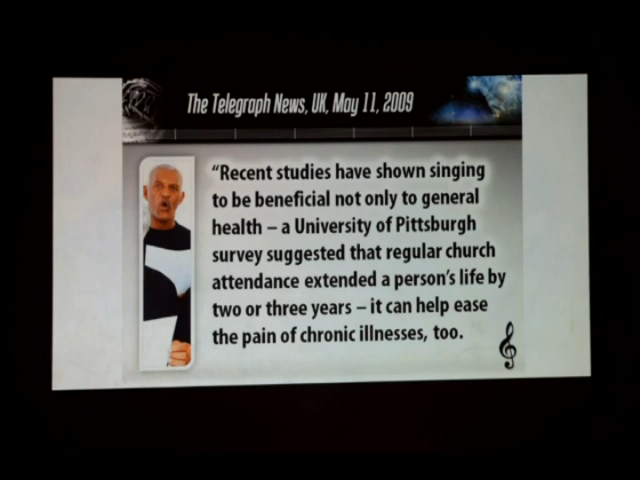 The Telegraph News, UK, May 11, 2009
“Recent studies have shown singing
to be beneficial not only to general
health – a University of Pittsburgh
survey suggested that regular church
attendance extended a person’s life by
two or three years – it can help ease
the pain of chronic illnesses, too.